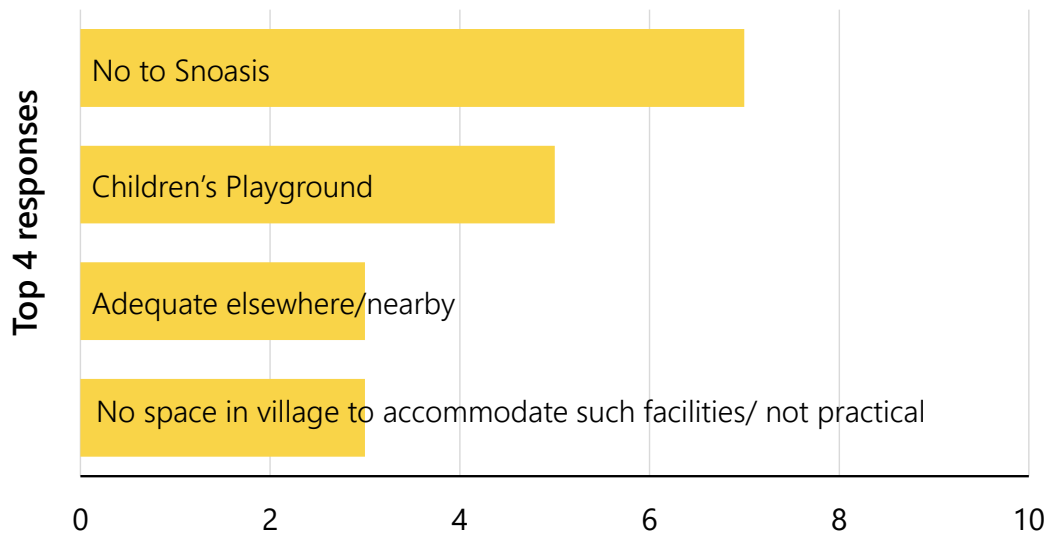 Top 4 responses
No to Snoasis
Children’s Playground
Adequate elsewhere/nearby
No space in village to accommodate such facilities/ not practical
0 2 4 6 8 10